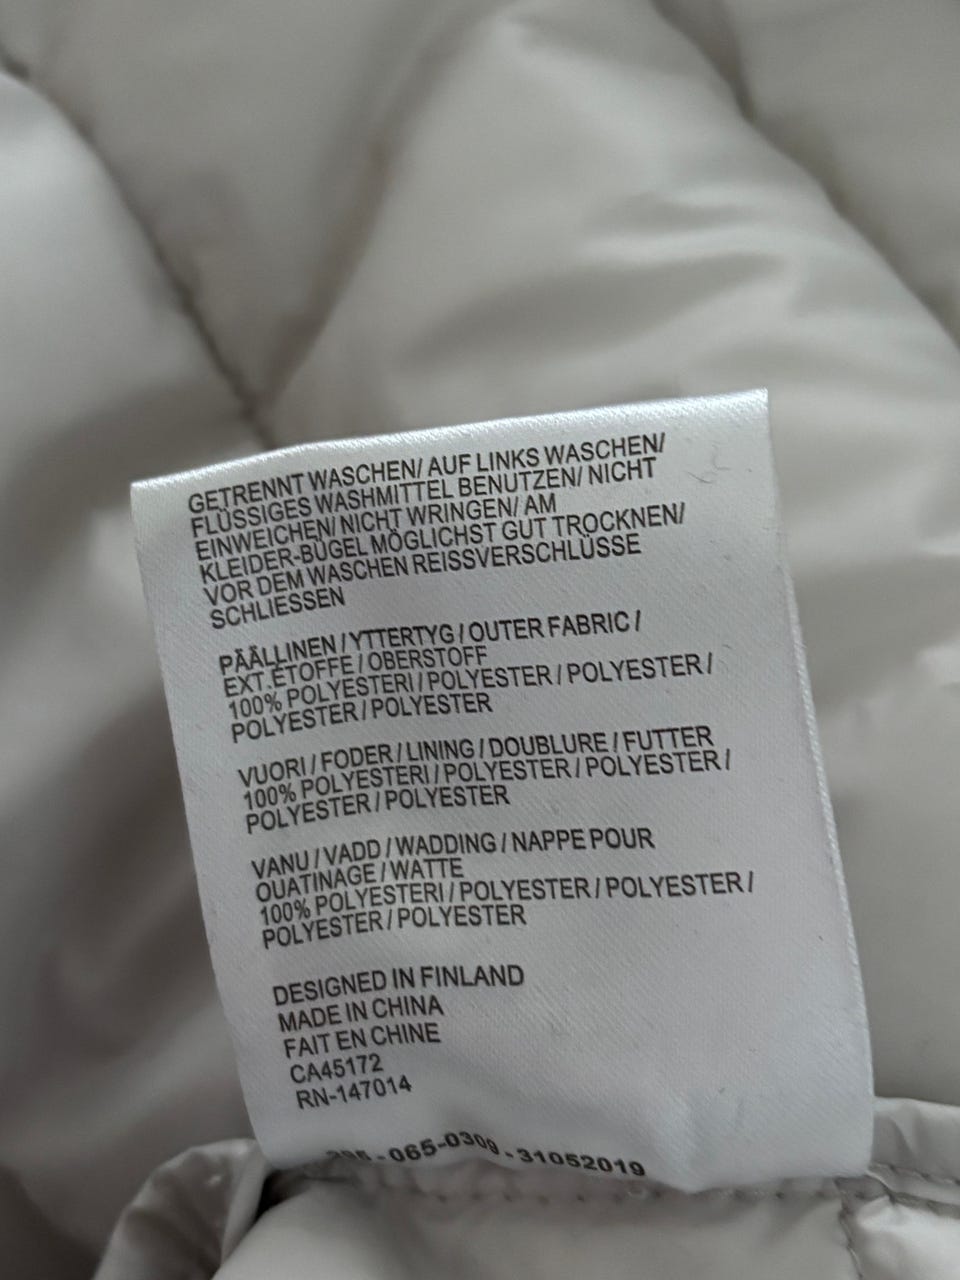 GETRENNT WASCHEN/ AUF LINKS WASCHEN/
FLÜSSIGES WASHMITTEL BENUTZEN/ NICHT
EINWEICHEN/ NICHT WRINGEN/ AM
KLEIDER-BÜGEL MÖGLICHST GUT TROCKNEN/
VOR DEM WASCHEN REISSVERSCHLÜSSE
SCHLIESSEN
PÄÄLLINEN / YTTERTYG / OUTER FABRIC /
EXT.ÉTOFFE / OBERSTOFF
100% POLYESTERI / POLYESTER / POLYESTER /
POLYESTER / POLYESTER
VUORI / FODER / LINING / DOUBLURE / FUTTER
100% POLYESTERI / POLYESTER / POLYESTER /
POLYESTER / POLYESTER
VANU / VADD / WADDING / NAPPE POUR
OUATINAGE / WATTE
100% POLYESTERI / POLYESTER / POLYESTER /
POLYESTER / POLYESTER
DESIGNED IN FINLAND
MADE IN CHINA
FAIT EN CHINE
CA45172
RN-147014
-065-0309-31052019